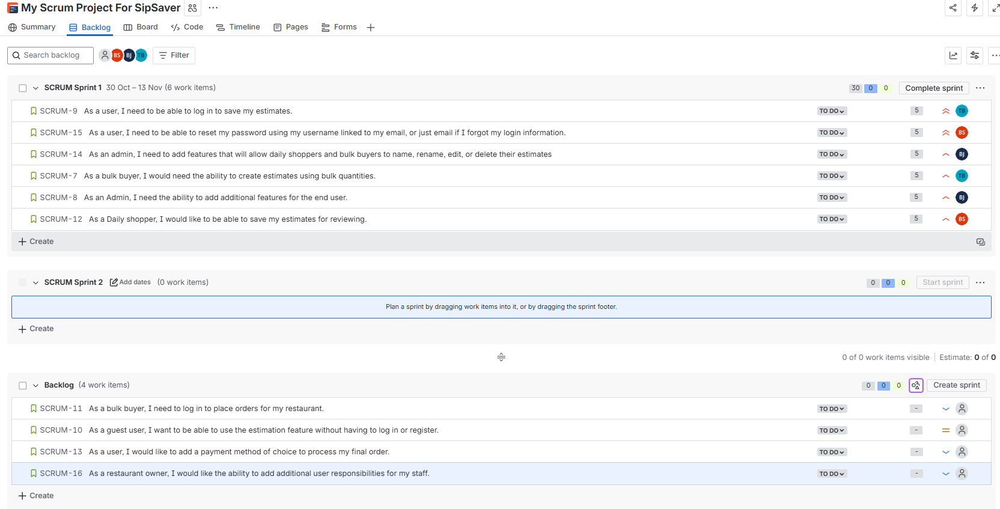 My Scrum Project For SipSaver
Summary Backlog Board Code Timeline Pages Forms
Search backlog BS BJ TB Filter
SCRUM Sprint 1 30 Oct – 13 Nov (6 work items) 30 0 0 Complete sprint
SCRUM-9 As a user, I need to be able to log in to save my estimates. TO DO 5 TB
SCRUM-15 As a user, I need to be able to reset my password using my username linked to my email, or just email if I forgot my login information. TO DO 5 BS
SCRUM-14 As an admin, I need to add features that will allow daily shoppers and bulk buyers to name, rename, edit, or delete their estimates TO DO 5 BJ
SCRUM-7 As a bulk buyer, I would need the ability to create estimates using bulk quantities. TO DO 5 TB
SCRUM-8 As an Admin, I need the ability to add additional features for the end user. TO DO 5 BJ
SCRUM-12 As a Daily shopper, I would like to be able to save my estimates for reviewing. TO DO 5 BS
Create
SCRUM Sprint 2 Add dates (0 work items) 0 0 0 Start sprint
Plan a sprint by dragging work items into it, or by dragging the sprint footer.
Create
0 of 0 work items visible Estimate: 0 of 0
Backlog (4 work items) 0 0 0 Create sprint
SCRUM-11 As a bulk buyer, I need to log in to place orders for my restaurant. TO DO -
SCRUM-10 As a guest user, I want to be able to use the estimation feature without having to log in or register. TO DO -
SCRUM-13 As a user, I would like to add a payment method of choice to process my final order. TO DO -
SCRUM-16 As a restaurant owner, I would like the ability to add additional user responsibilities for my staff. TO DO -
Create